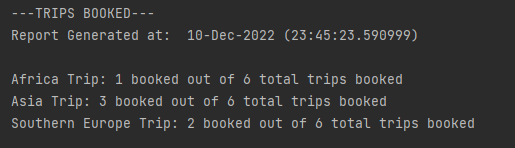 ---TRIPS BOOKED---
Report Generated at:  10-Dec-2022 (23:45:23.590999)
Africa Trip: 1 booked out of 6 total trips booked
Asia Trip: 3 booked out of 6 total trips booked
Southern Europe Trip: 2 booked out of 6 total trips booked